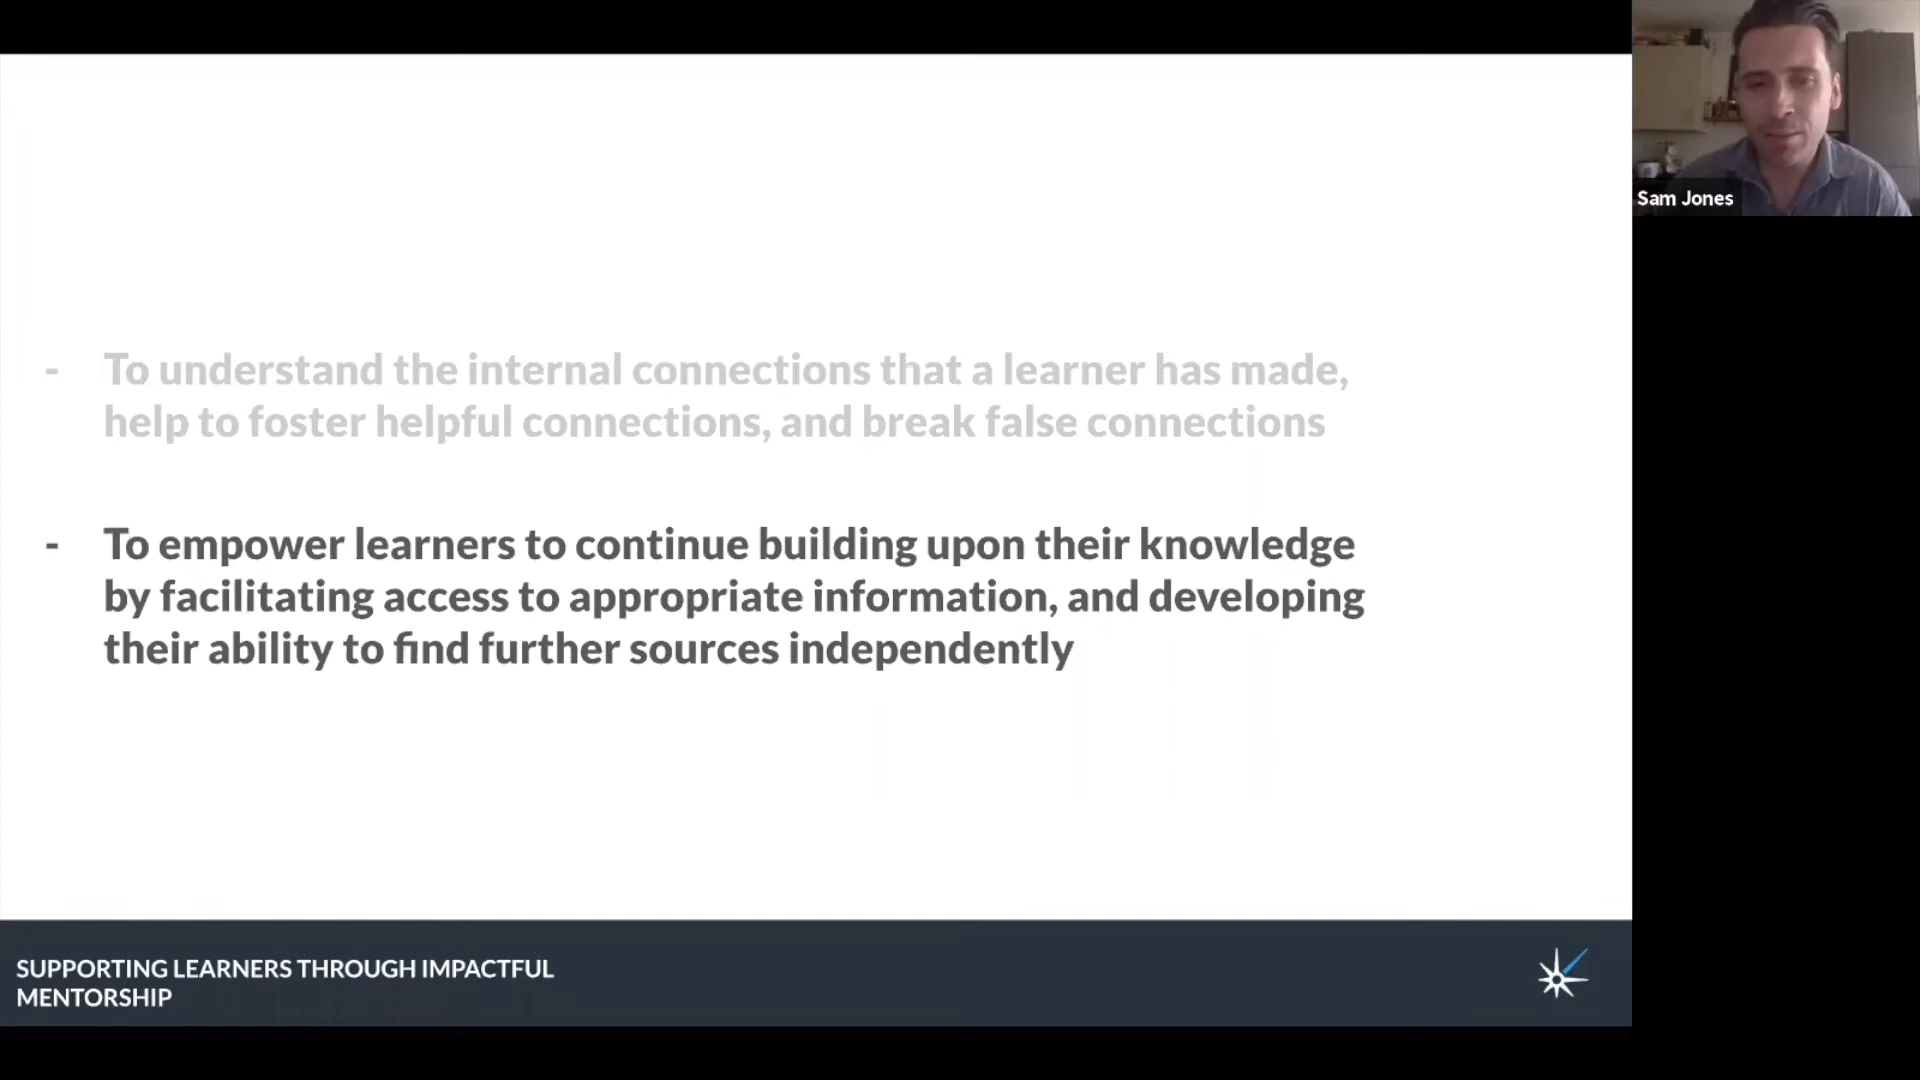 - To understand the internal connections that a learner has made,
help to foster helpful connections, and break false connections
- To empower learners to continue building upon their knowledge
by facilitating access to appropriate information, and developing
their ability to find further sources independently
SUPPORTING LEARNERS THROUGH IMPACTFUL
MENTORSHIP
Sam Jones